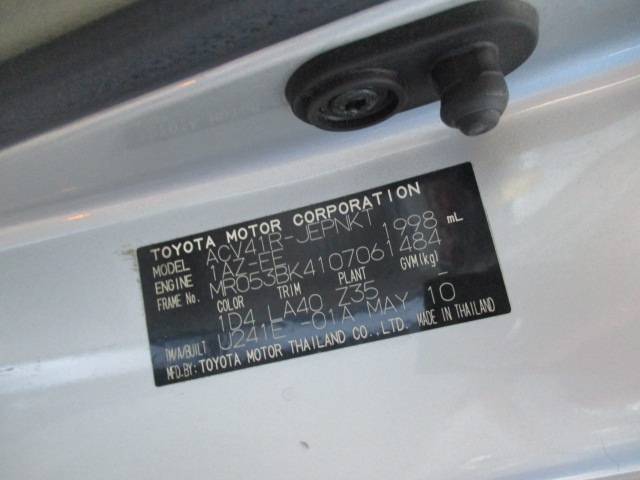 TOYOTA MOTOR CORPORATION
MODEL ACV41R-JEPNKT
ENGINE 1AZ-FE 1998 mL
FRAME No. MR053BK4107061484
COLOR TRIM PLANT GVM(kg)
1D4 LA40 Z35 -
TM/A/BUILT U241E -01A MAY 10
MFD.BY:TOYOTA MOTOR THAILAND CO.,LTD. MADE IN THAILAND